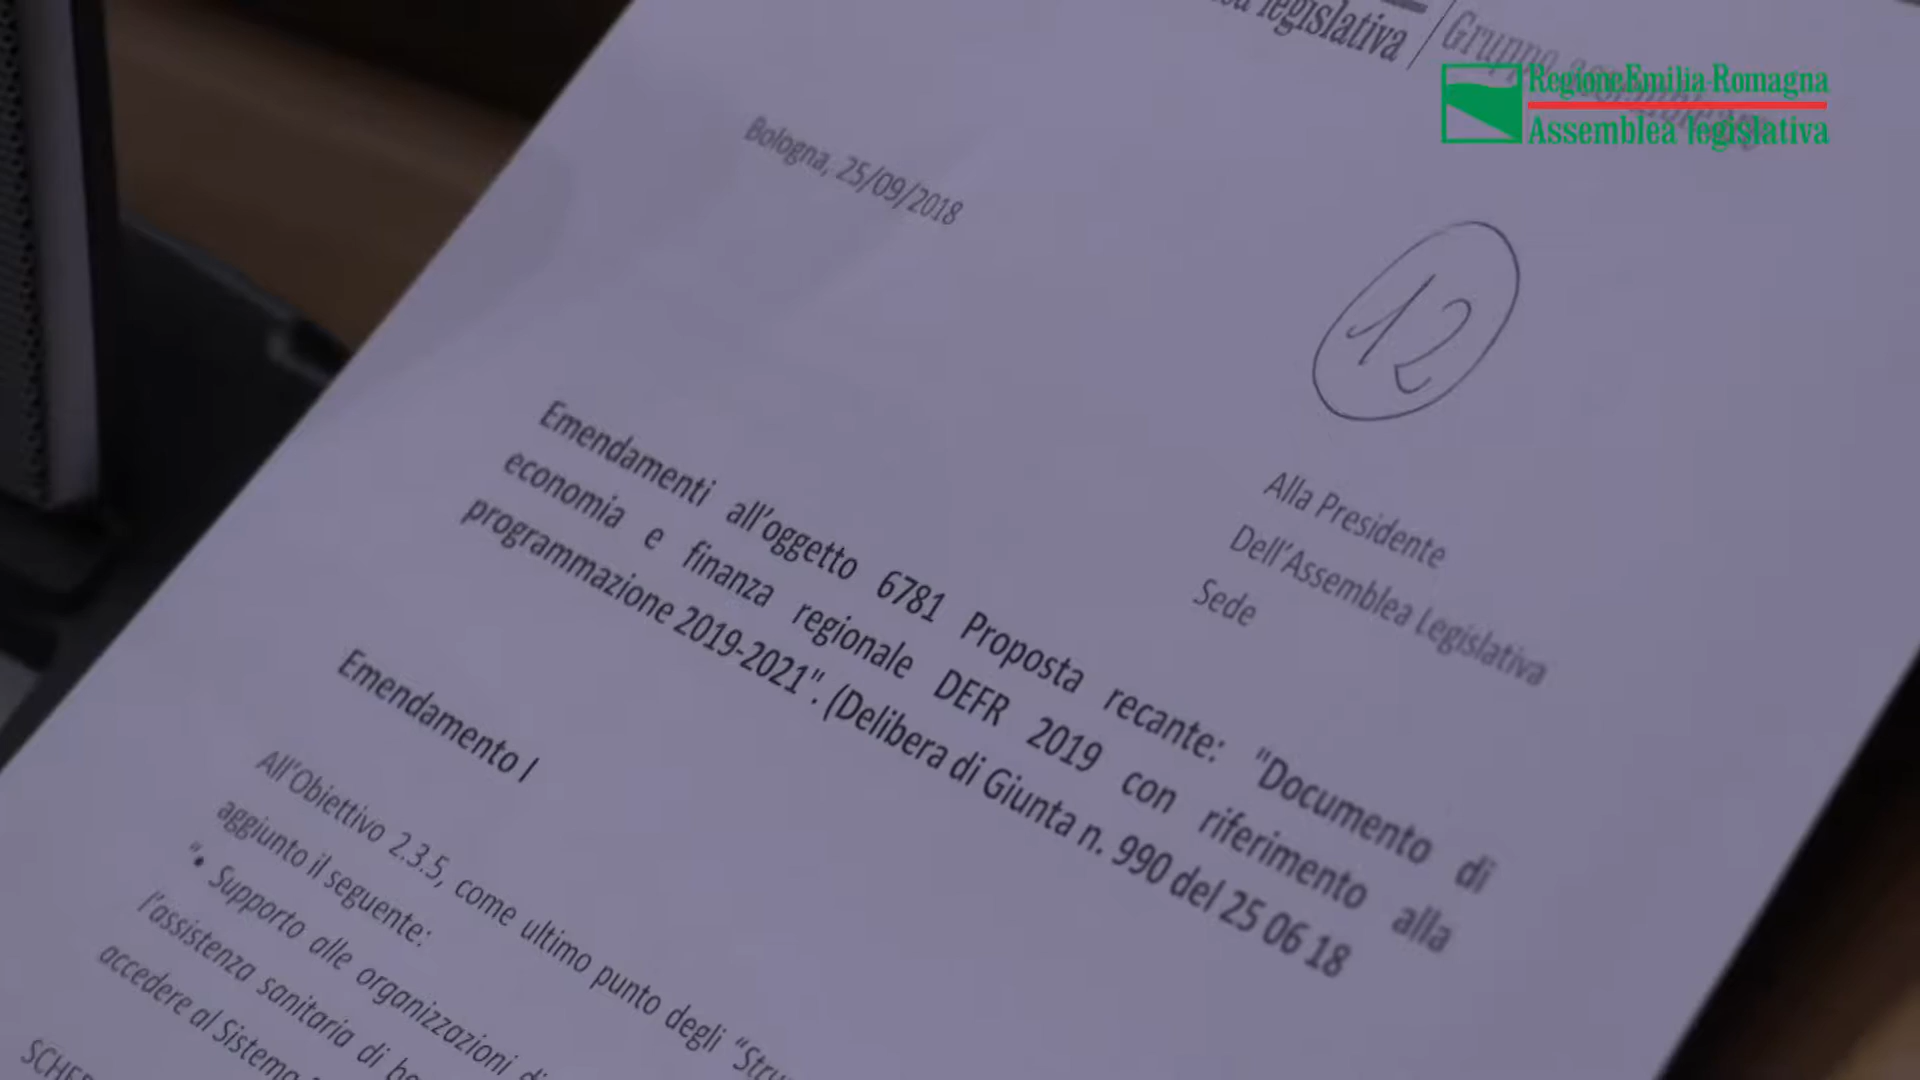 legislativa
Gruppo
RegioneEmilia-Romagna
Assemblea legislativa
Bologna, 25/09/2018
12
Alla Presidente
Dell'Assemblea Legislativa
Sede
Emendamenti all'oggetto 6781 Proposta recante: "Documento di
economia e finanza regionale DEFR 2019 con riferimento alla
programmazione 2019-2021". (Delibera di Giunta n. 990 del 25 06 18
Emendamento I
All'Obiettivo 2.3.5, come ultimo punto degli
aggiunto il seguente:
"• Supporto alle organizzazioni
l'assistenza sanitaria di
accedere al Sistema